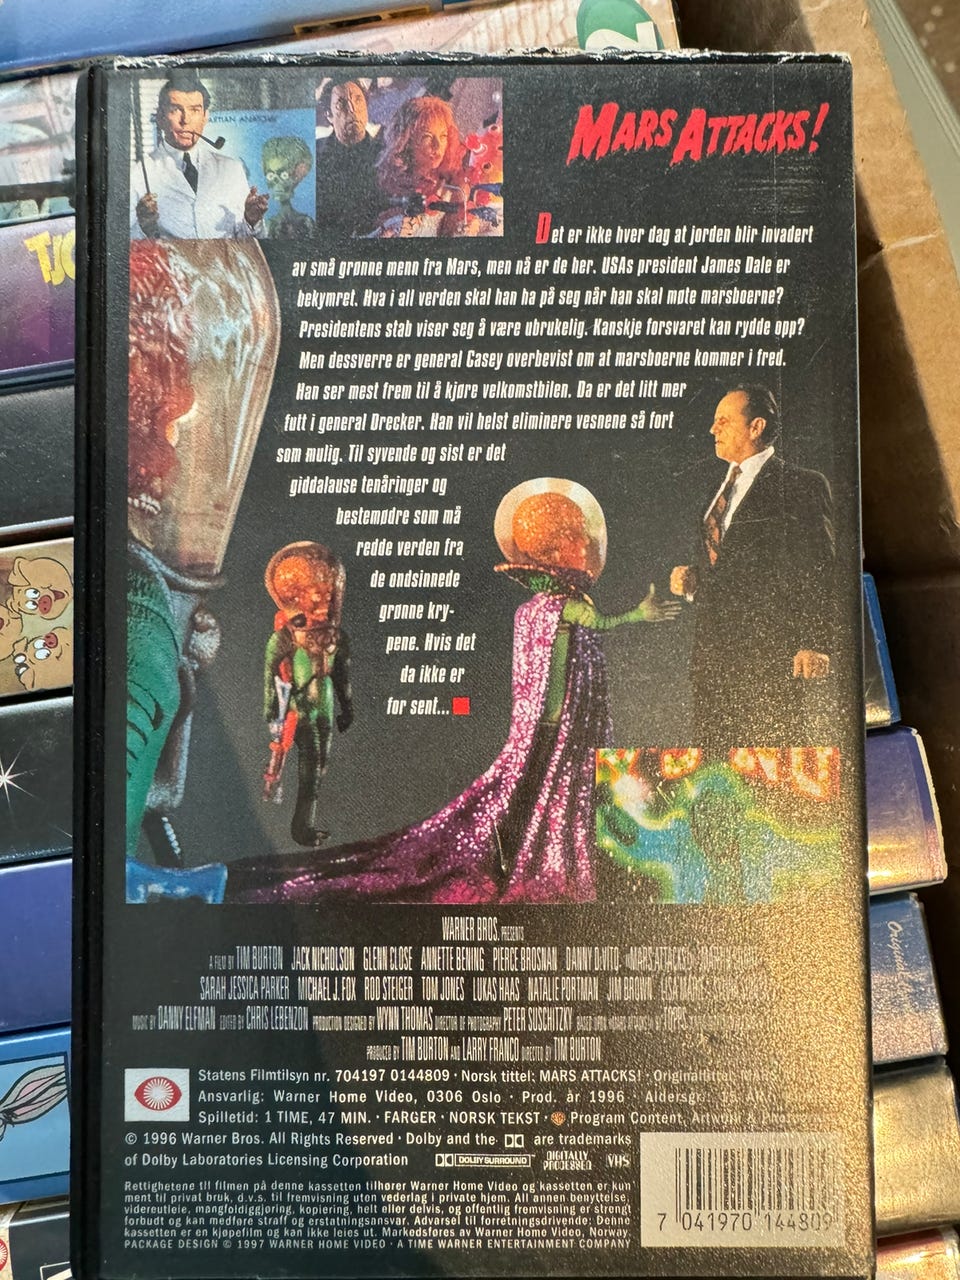 MARS ATTACKS!
Det er ikke hver dag at jorden blir invadert
av små grønne menn fra Mars, men nå er de her. USAs president James Dale er
bekymret. Hva i all verden skal han ha på seg når han skal møte marsboerne?
Presidentens stab viser seg å være ubrukelig. Kanskje forsvaret kan rydde opp?
Men dessverre er general Casey overbevist om at marsboerne kommer i fred.
Han ser mest frem til å kjøre velkomstbilen. Da er det litt mer
futt i general Drecker. Han vil helst eliminere vesnene så fort
som mulig. Til syvende og sist er det
giddalause tenåringer og
bestemødre som må
redde verden fra
de ondsinnede
grønne kry-
pene. Hvis det
da ikke er
for sent...
WARNER BROS. PRESENTS
A FILM BY TIM BURTON JACK NICHOLSON GLENN CLOSE ANNETTE BENING PIERCE BROSNAN DANNY DeVITO "MARS ATTACKS!"
SARAH JESSICA PARKER MICHAEL J. FOX ROD STEIGER TOM JONES LUKAS HAAS NATALIE PORTMAN JIM BROWN LISA MARIE
MUSIC BY DANNY ELFMAN EDITED BY CHRIS LEBENZON PRODUCTION DESIGNED BY WYNN THOMAS DIRECTOR OF PHOTOGRAPHY PETER SUSCHITZKY BASED UPON "MARS ATTACKS!" BY TOPPS
PRODUCED BY TIM BURTON AND LARRY FRANCO DIRECTED BY TIM BURTON
Statens Filmtilsyn nr. 704197 0144809 · Norsk tittel: MARS ATTACKS! · Originaltittel:
Ansvarlig: Warner Home Video, 0306 Oslo · Prod. år 1996 · Aldersgr.: 15 ÅR
Spilletid: 1 TIME, 47 MIN. · FARGER · NORSK TEKST · Program Content, Artwork & Photography
© 1996 Warner Bros. All Rights Reserved · Dolby and the DD are trademarks
of Dolby Laboratories Licensing Corporation DOLBY SURROUND DIGITALLY PROCESSED VHS
Rettighetene til filmen på denne kassetten tilhører Warner Home Video og kassetten er kun
ment til privat bruk, d.v.s. til fremvisning uten vederlag i private hjem. All annen benyttelse,
videreutleie, mangfoldiggjøring, kopiering, helt eller delvis, og offentlig fremvisning er strengt
forbudt og kan medføre straff og erstatningsansvar. Advarsel til forretningsdrivende: Denne
kassetten er en kjøpefilm og kan ikke leies ut. Markedsføres av Warner Home Video, Norway.
PACKAGE DESIGN © 1997 WARNER HOME VIDEO · A TIME WARNER ENTERTAINMENT COMPANY
7 041970 144809